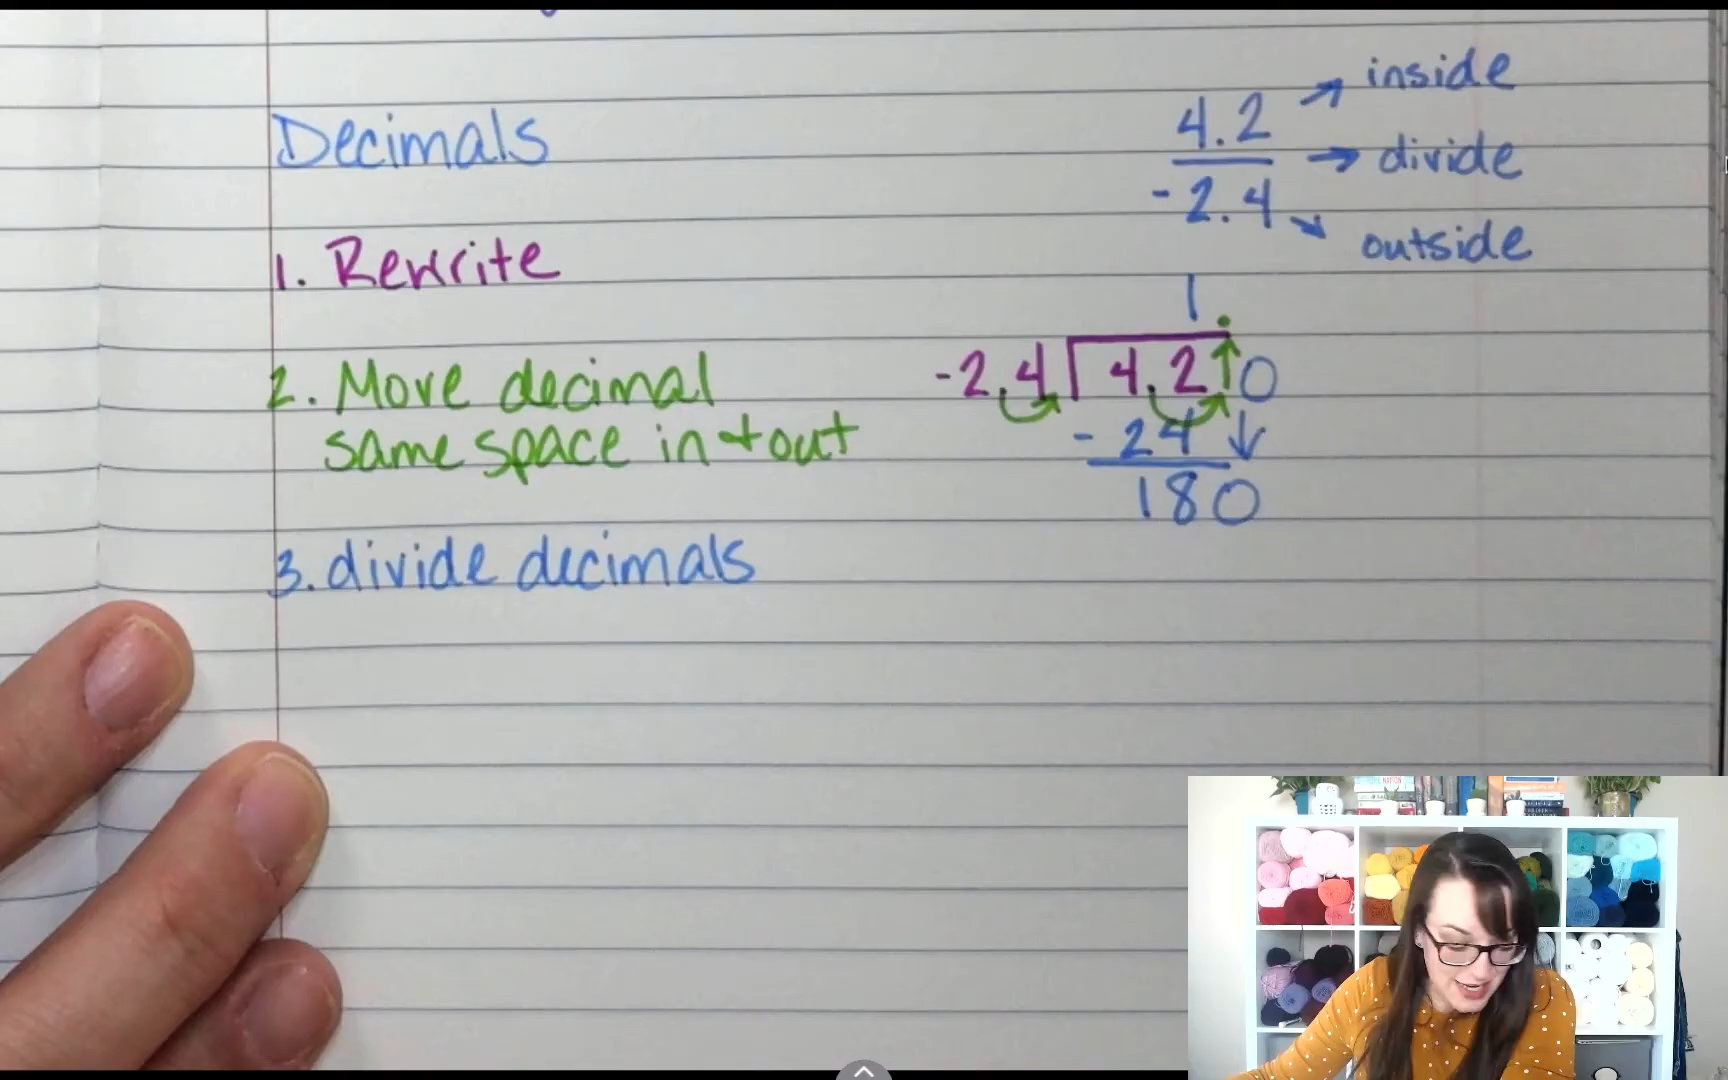 Decimals
1. Rewrite
2. Move decimal
same space in + out
3. divide decimals
4.2 → inside
→ divide
-2.4 → outside
1.
-2.4 4.2 0
- 24 ↓
180